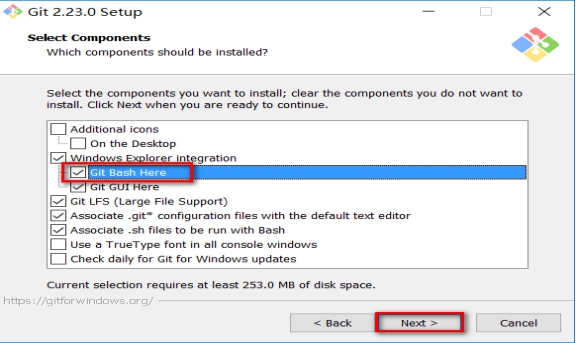 Git 2.23.0 Setup
Select Components
Which components should be installed?
Select the components you want to install; clear the components you do not want to
install. Click Next when you are ready to continue.
Additional icons
On the Desktop
Windows Explorer integration
Git Bash Here
Git GUI Here
Git LFS (Large File Support)
Associate .git* configuration files with the default text editor
Associate .sh files to be run with Bash
Use a TrueType font in all console windows
Check daily for Git for Windows updates
Current selection requires at least 253.0 MB of disk space.
https://gitforwindows.org/
< Back Next > Cancel